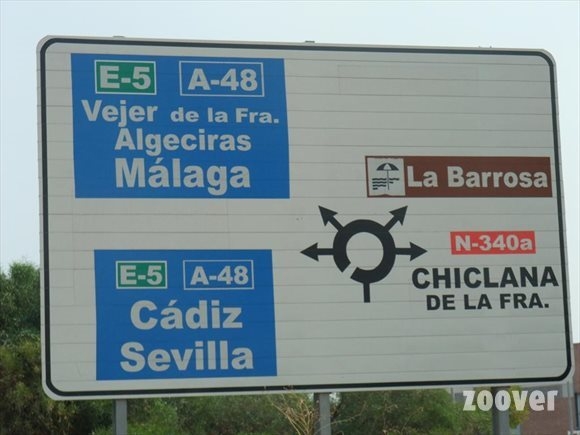 E-5 A-48
Vejer de la Fra.
Algeciras
Málaga
La Barrosa
E-5 A-48
Cádiz
Sevilla
N-340a
CHICLANA
DE LA FRA.
zoover